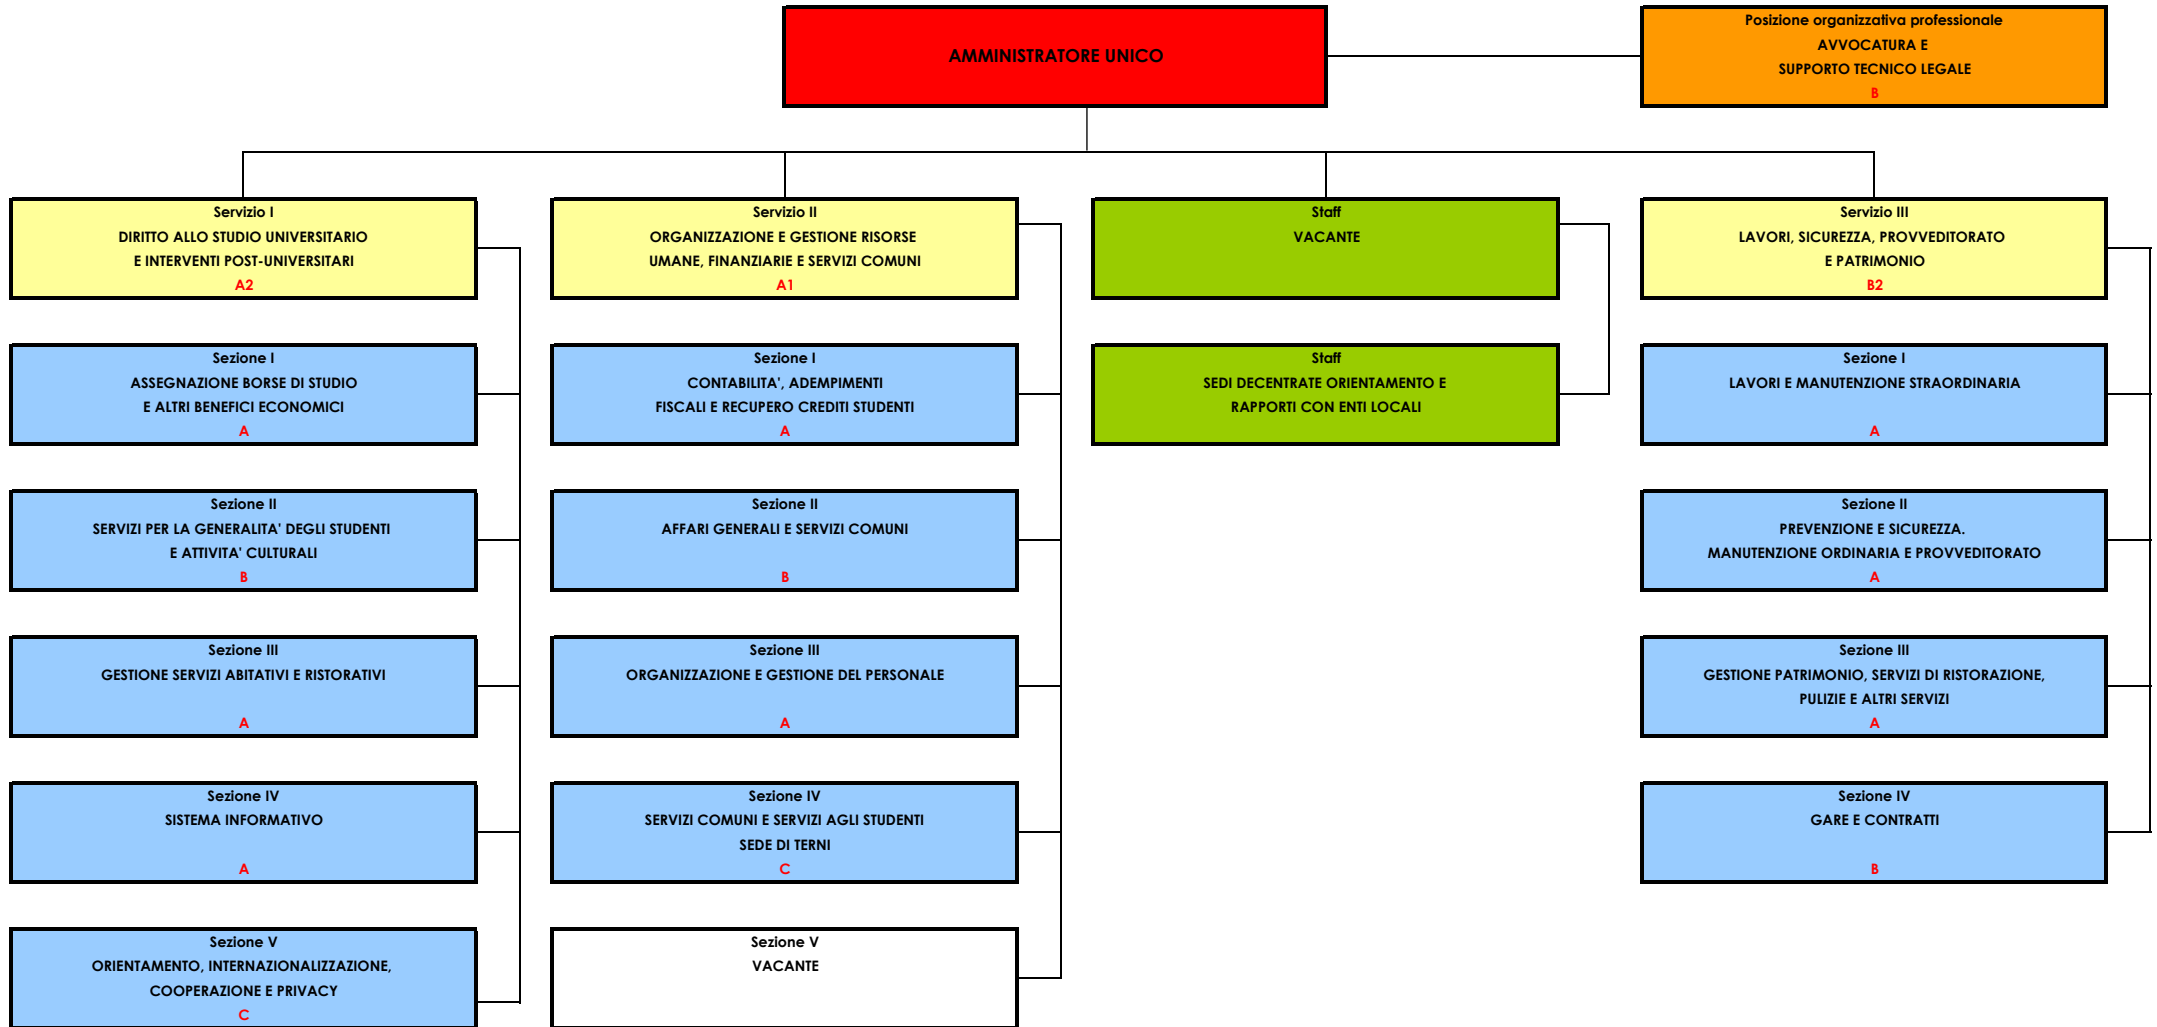 AMMINISTRATORE UNICO
Posizione organizzativa professionale
AVVOCATURA E
SUPPORTO TECNICO LEGALE
B
Servizio I
DIRITTO ALLO STUDIO UNIVERSITARIO
E INTERVENTI POST-UNIVERSITARI
A2
Servizio II
ORGANIZZAZIONE E GESTIONE RISORSE
UMANE, FINANZIARIE E SERVIZI COMUNI
A1
Staff
VACANTE
Servizio III
LAVORI, SICUREZZA, PROVVEDITORATO
E PATRIMONIO
B2
Sezione I
ASSEGNAZIONE BORSE DI STUDIO
E ALTRI BENEFICI ECONOMICI
A
Sezione I
CONTABILITA', ADEMPIMENTI
FISCALI E RECUPERO CREDITI STUDENTI
A
Staff
SEDI DECENTRATE ORIENTAMENTO E
RAPPORTI CON ENTI LOCALI
Sezione I
LAVORI E MANUTENZIONE STRAORDINARIA
A
Sezione II
SERVIZI PER LA GENERALITA' DEGLI STUDENTI
E ATTIVITA' CULTURALI
B
Sezione II
AFFARI GENERALI E SERVIZI COMUNI
B
Sezione II
PREVENZIONE E SICUREZZA.
MANUTENZIONE ORDINARIA E PROVVEDITORATO
A
Sezione III
GESTIONE SERVIZI ABITATIVI E RISTORATIVI
A
Sezione III
ORGANIZZAZIONE E GESTIONE DEL PERSONALE
A
Sezione III
GESTIONE PATRIMONIO, SERVIZI DI RISTORAZIONE,
PULIZIE E ALTRI SERVIZI
A
Sezione IV
SISTEMA INFORMATIVO
A
Sezione IV
SERVIZI COMUNI E SERVIZI AGLI STUDENTI
SEDE DI TERNI
C
Sezione IV
GARE E CONTRATTI
B
Sezione V
ORIENTAMENTO, INTERNAZIONALIZZAZIONE,
COOPERAZIONE E PRIVACY
C
Sezione V
VACANTE